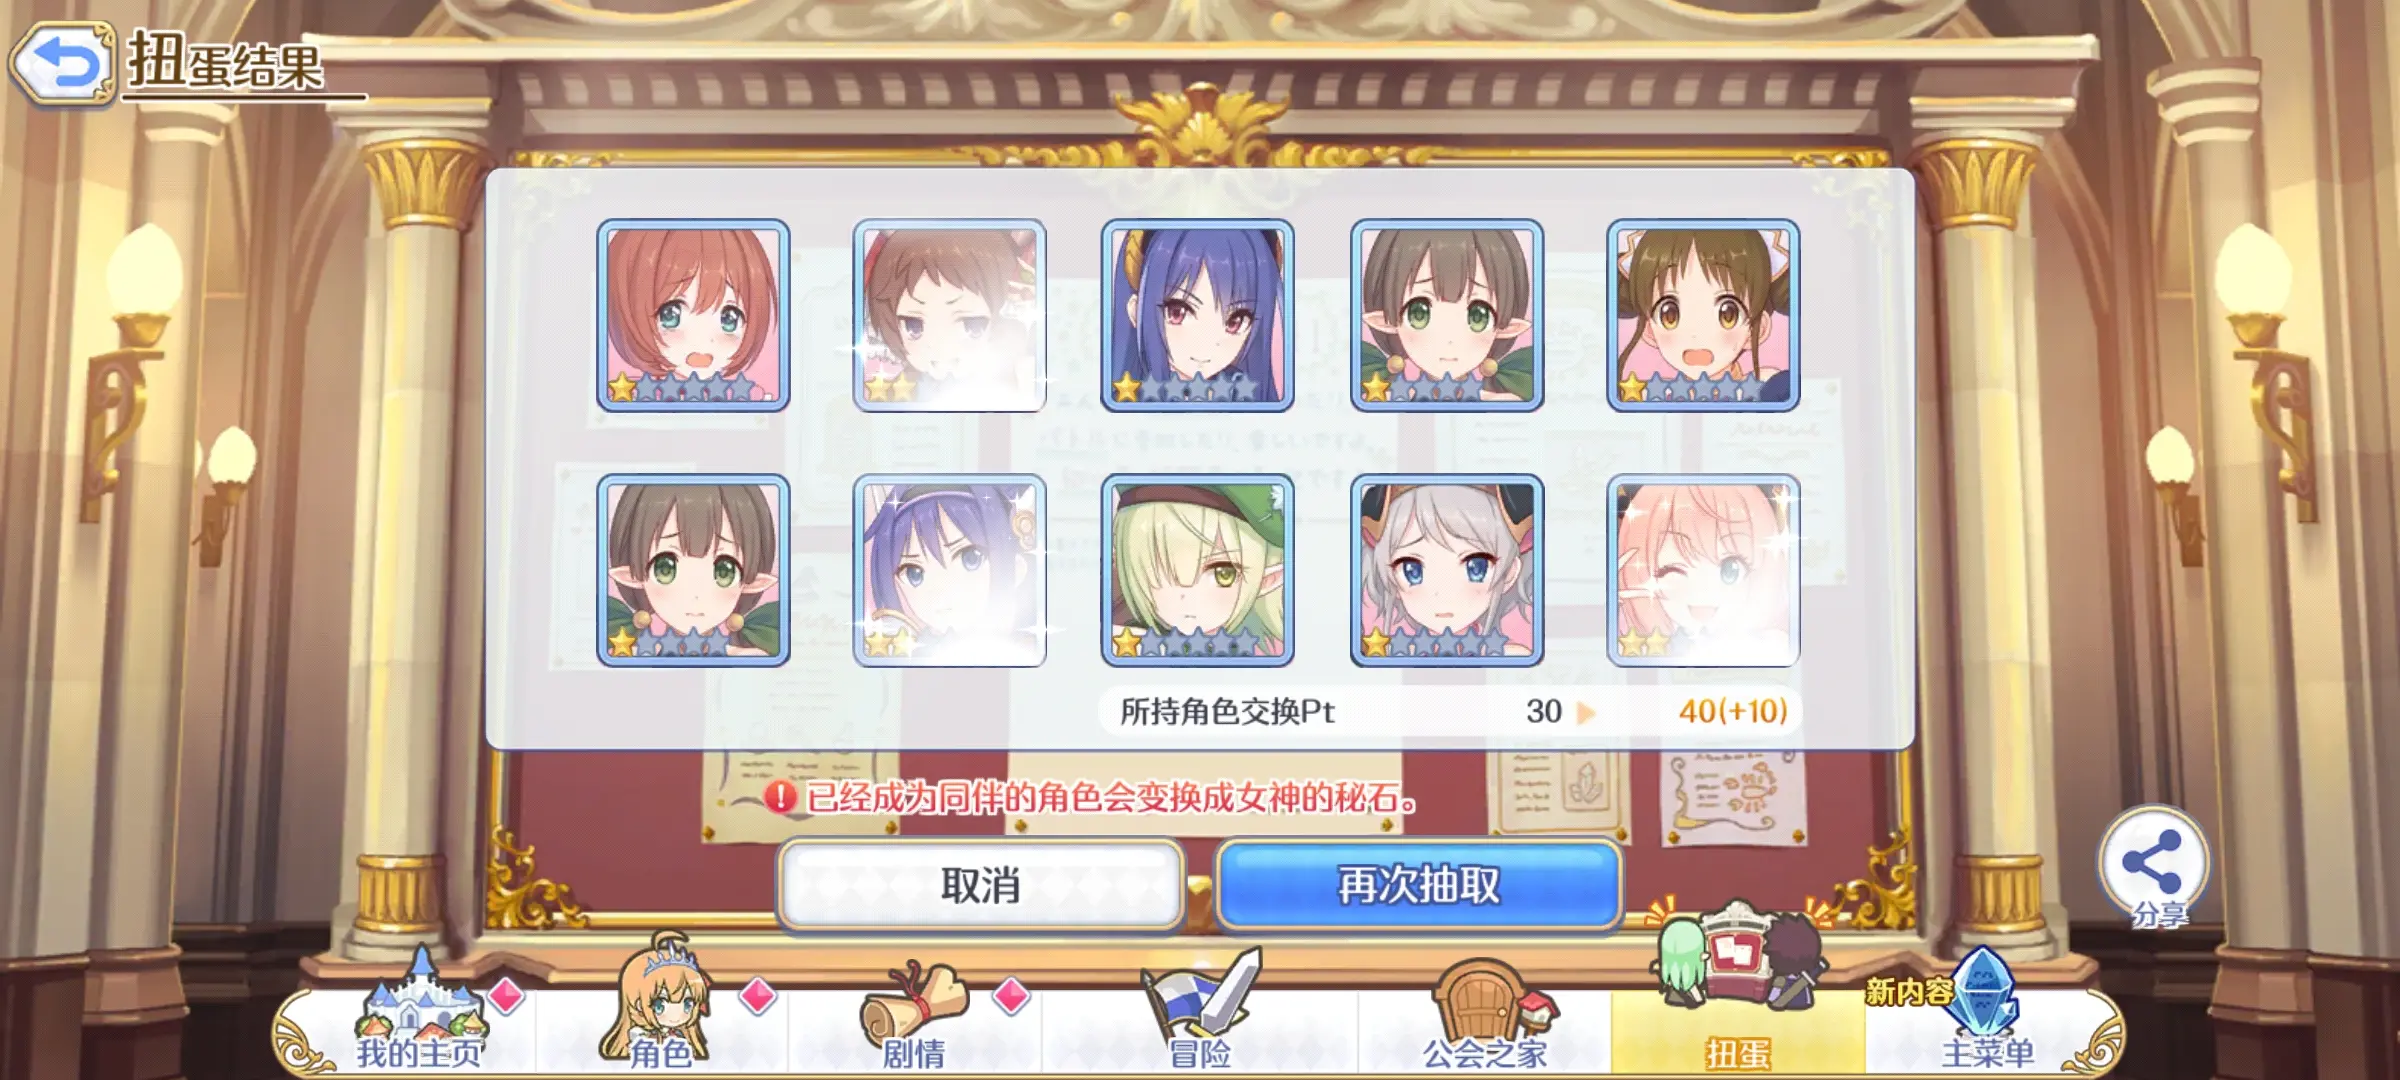 扭蛋结果
所持角色交换Pt 30 40(+10)
已经成为同伴的角色会变换成女神的秘石。
取消
再次抽取
分享
新内容
我的主页
角色
剧情
冒险
公会之家
扭蛋
主菜单